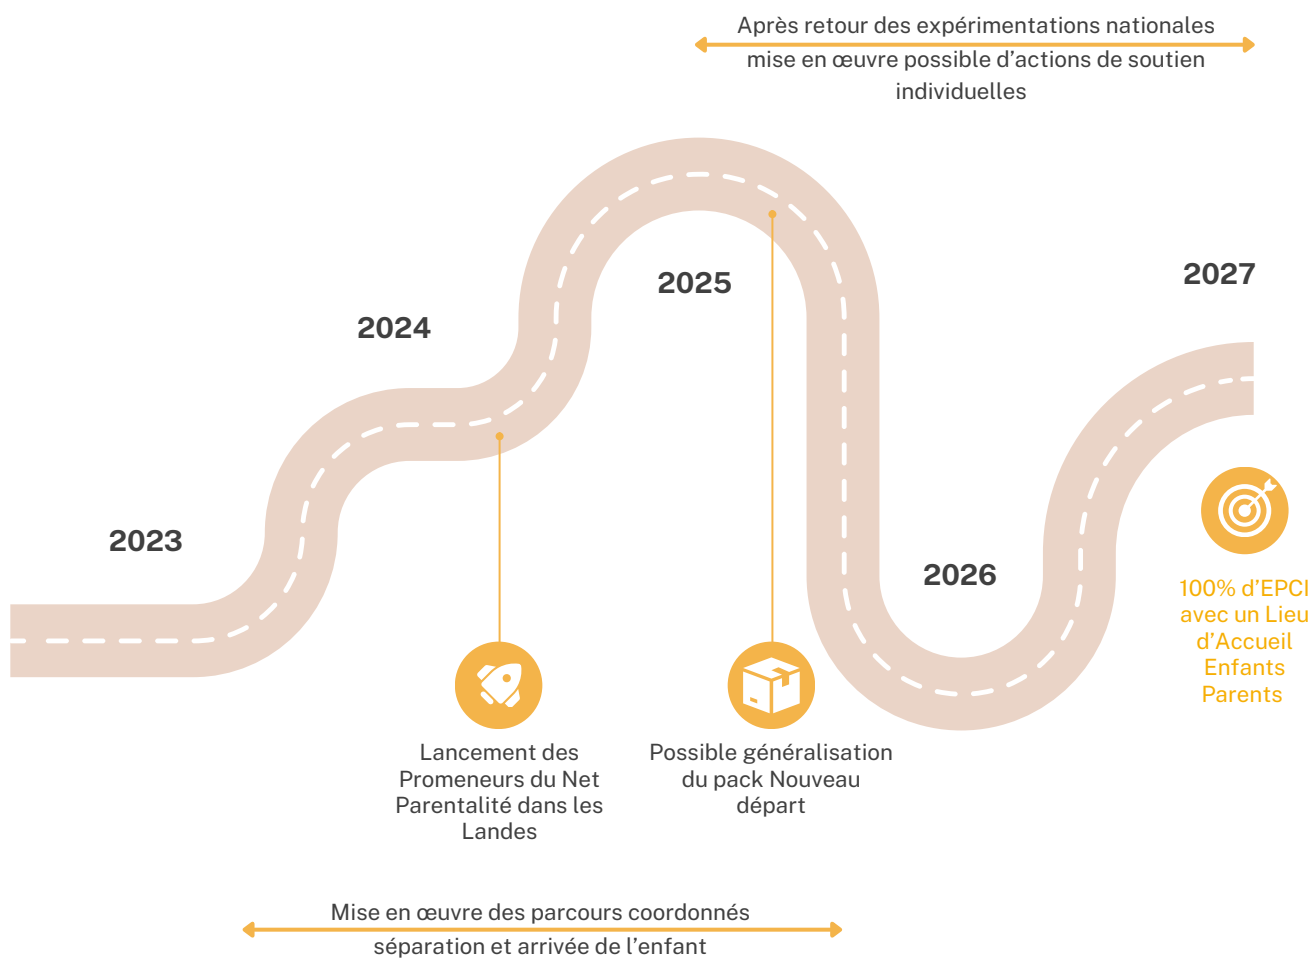 Après retour des expérimentations nationales
mise en œuvre possible d'actions de soutien
individuelles
2027
2025
2024
2023
2026
100% d'EPCI
avec un Lieu
d'Accueil
Enfants
Parents
Lancement des
Promeneurs du Net
Parentalité dans les
Landes
Possible généralisation
du pack Nouveau
départ
Mise en œuvre des parcours coordonnés
séparation et arrivée de l'enfant